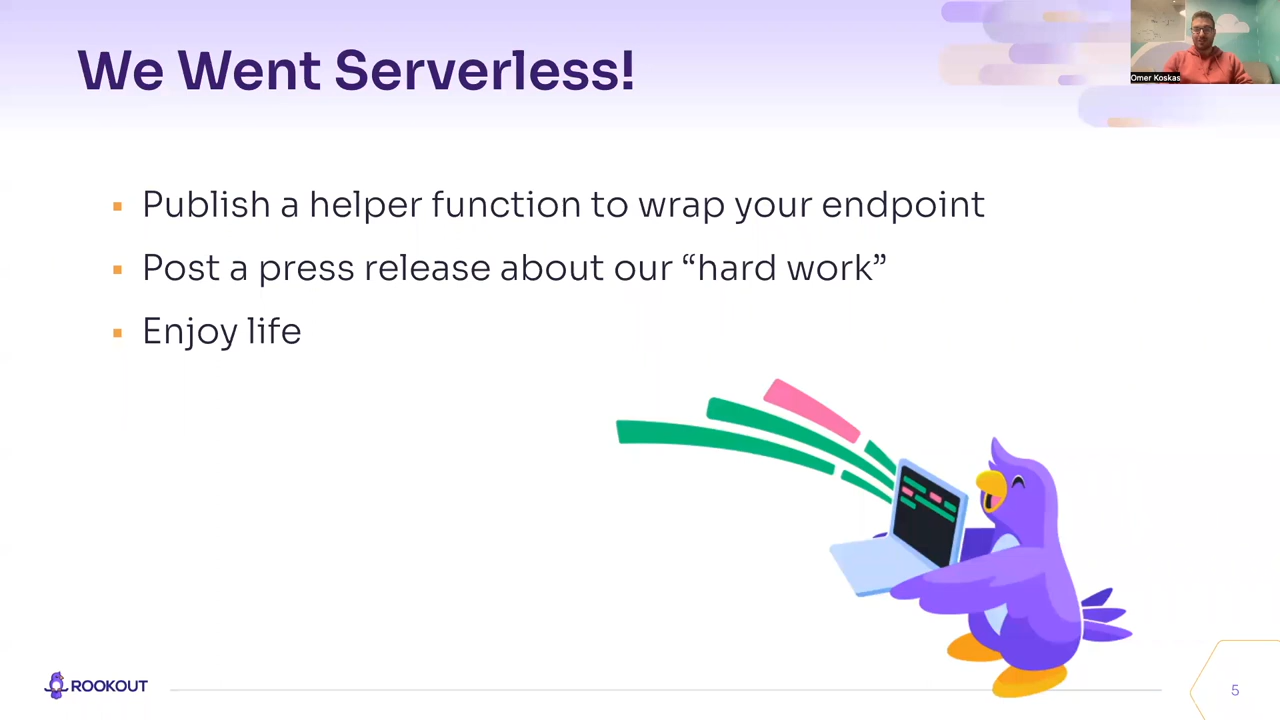 We Went Serverless!
Omer Koskas
▪ Publish a helper function to wrap your endpoint
▪ Post a press release about our “hard work”
▪ Enjoy life
ROOKOUT
5